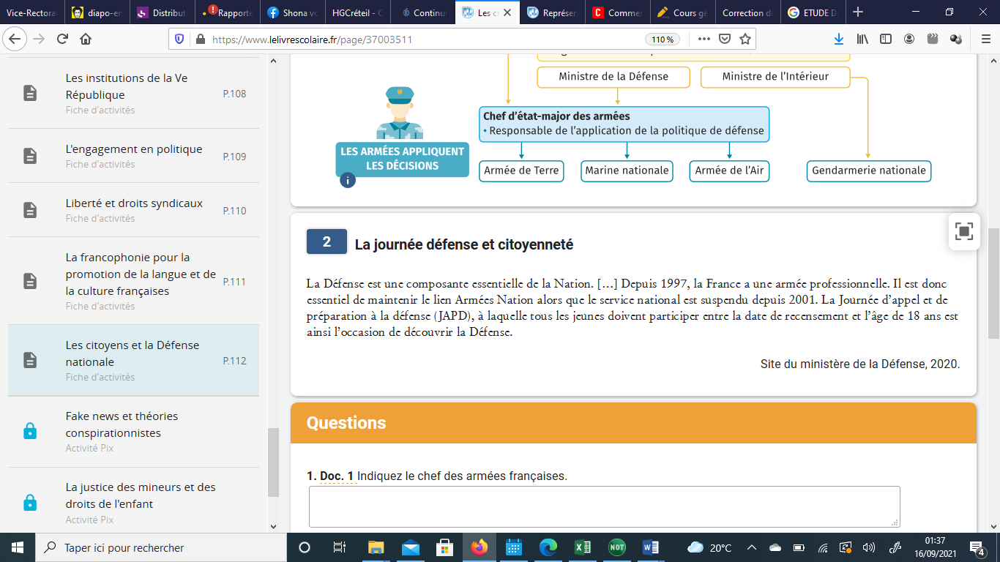 Vice-Rectorat
diapo-en
Distributi
Rapporte
Shona vo
HGCréteil - C
Continui
Les ci
Représen
Commen
Cours gé
Correction de
ETUDE D
https://www.lelivrescolaire.fr/page/37003511
110 %
Les institutions de la Ve
République
P.108
Fiche d'activités
L'engagement en politique
P.109
Fiche d'activités
Liberté et droits syndicaux
P.110
Fiche d'activités
La francophonie pour la
promotion de la langue et de
la culture françaises
P.111
Fiche d'activités
Les citoyens et la Défense
nationale
P.112
Fiche d'activités
Fake news et théories
conspirationnistes
Activité Pix
La justice des mineurs et des
droits de l'enfant
Activité Pix
Ministre de la Défense
Ministre de l'Intérieur
Chef d'état-major des armées
• Responsable de l'application de la politique de défense
LES ARMÉES APPLIQUENT
LES DÉCISIONS
i
Armée de Terre
Marine nationale
Armée de l'Air
Gendarmerie nationale
2
La journée défense et citoyenneté
La Défense est une composante essentielle de la Nation. […] Depuis 1997, la France a une armée professionnelle. Il est donc
essentiel de maintenir le lien Armées Nation alors que le service national est suspendu depuis 2001. La Journée d'appel et de
préparation à la défense (JAPD), à laquelle tous les jeunes doivent participer entre la date de recensement et l'âge de 18 ans est
ainsi l'occasion de découvrir la Défense.
Site du ministère de la Défense, 2020.
Questions
1. Doc. 1 Indiquez le chef des armées françaises.
Taper ici pour rechercher
NOT
20°C
01:37
16/09/2021
4